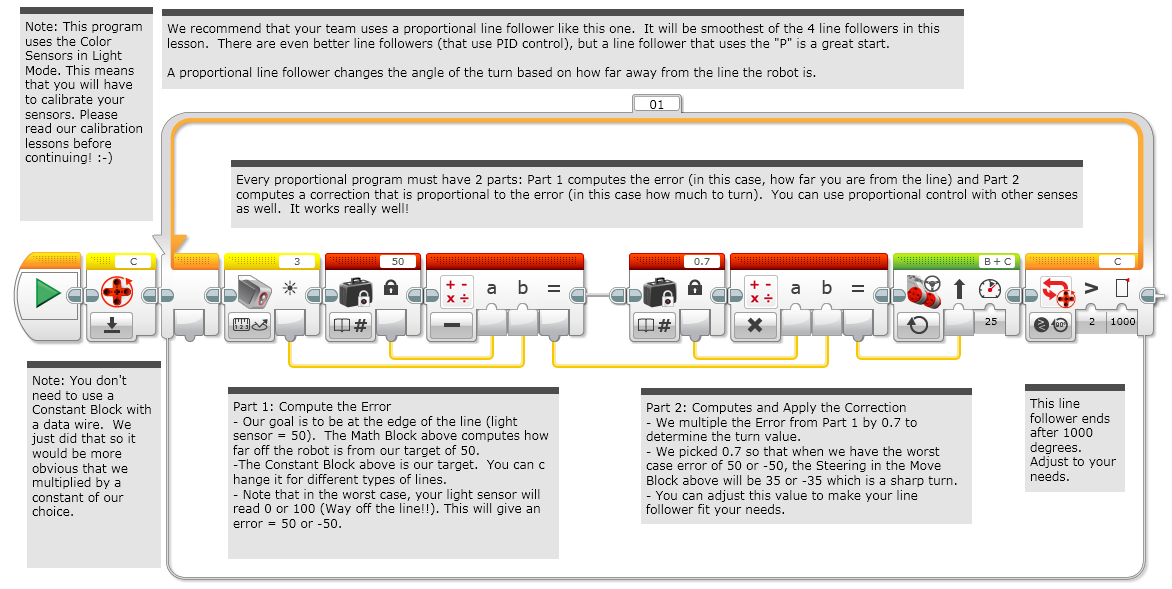 Note: This program
uses the Color
Sensors in Light
Mode. This means
that you will have
to calibrate your
sensors. Please
read our calibration
lessons before
continuing! :-)
We recommend that your team uses a proportional line follower like this one.  It will be smoothest of the 4 line followers in this
lesson.  There are even better line followers (that use PID control), but a line follower that uses the "P" is a great start.
A proportional line follower changes the angle of the turn based on how far away from the line the robot is.
01
Every proportional program must have 2 parts: Part 1 computes the error (in this case, how far you are from the line) and Part 2
computes a correction that is proportional to the error (in this case how much to turn).  You can use proportional control with other senses
as well.  It works really well!
C
3
50
0.7
B + C
C
a b =
a b =
>
#
#
25
2
1000
1 2 3
90°
Note: You don't
need to use a
Constant Block with
a data wire.  We
just did that so it
would be more
obvious that we
multiplied by a
constant of our
choice.
Part 1: Compute the Error
- Our goal is to be at the edge of the line (light
sensor = 50).  The Math Block above computes how
far off the robot is from our target of 50.
-The Constant Block above is our target.  You can c
hange it for different types of lines.
- Note that in the worst case, your light sensor will
read 0 or 100 (Way off the line!!). This will give an
error = 50 or -50.
Part 2: Computes and Apply the Correction
- We multiple the Error from Part 1 by 0.7 to
determine the turn value.
- We picked 0.7 so that when we have the worst
case error of 50 or -50, the Steering in the Move
Block above will be 35 or -35 which is a sharp turn.
- You can adjust this value to make your line
follower fit your needs.
This line
follower ends
after 1000
degrees.
Adjust to your
needs.